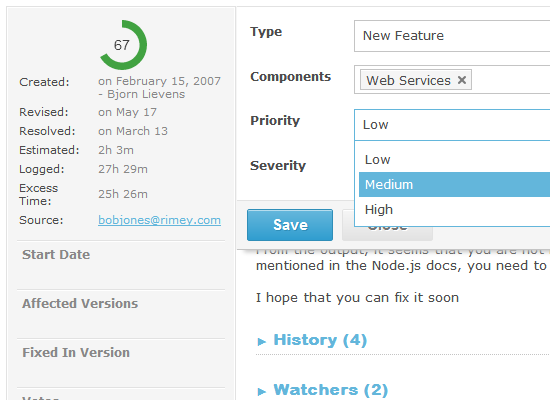 67
Created: on February 15, 2007
- Bjorn Lievens
Revised: on May 17
Resolved: on March 13
Estimated: 2h 3m
Logged: 27h 29m
Excess Time: 25h 26m
Source: bobjones@rimey.com
Start Date
Affected Versions
Fixed In Version
Type New Feature
Components Web Services
Priority Low
Low
Medium
High
Severity
Save Close
From the output, it seems that you are not
mentioned in the Node.js docs, you need to
I hope that you can fix it soon
History (4)
Watchers (2)